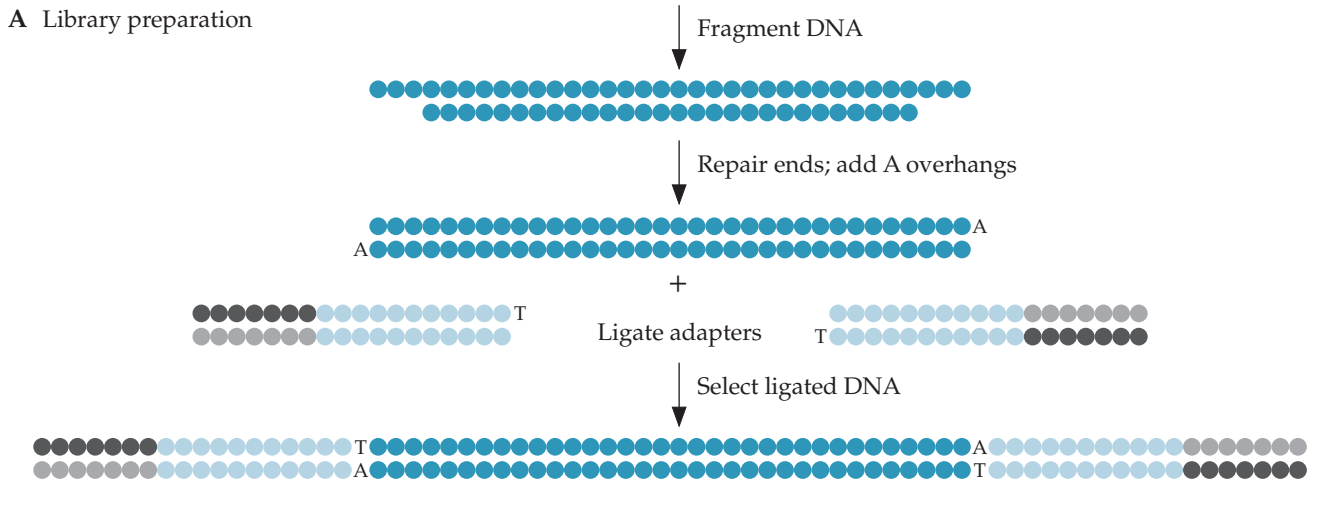 A Library preparation
Fragment DNA
Repair ends; add A overhangs
A
A
+
T
Ligate adapters
T
Select ligated DNA
T A
A T